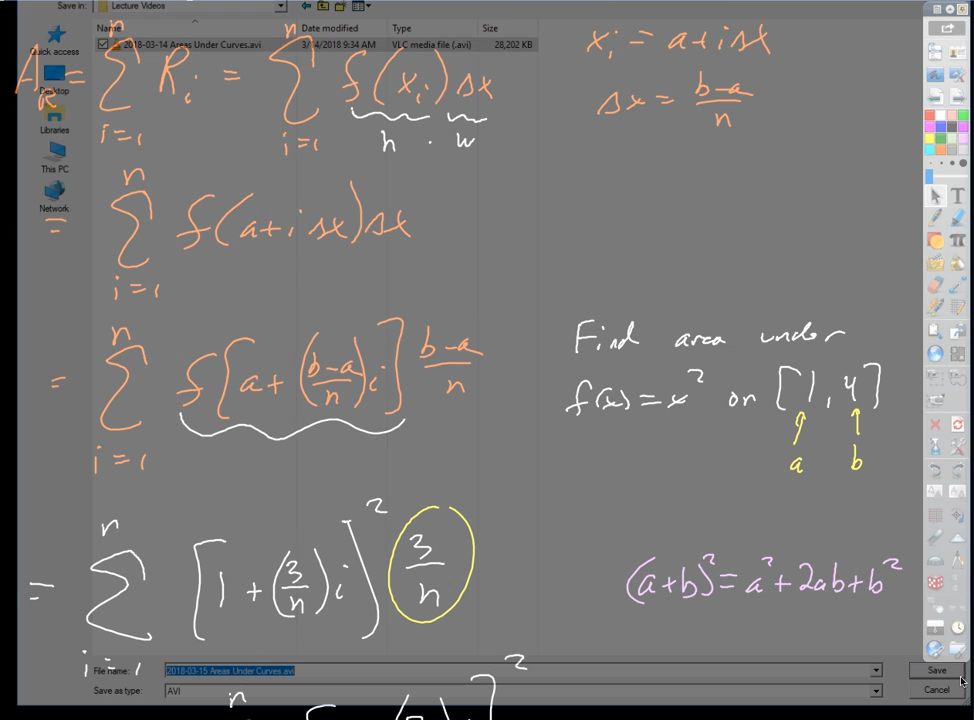 Save in: Lecture Videos
Name Date modified Type Size
2018-03-14 Areas Under Curves.avi 3/14/2018 9:34 AM VLC media file (.avi) 28,202 KB
Quick access
Desktop
Libraries
This PC
Network
A_R = ∑_{i=1}^{n} R_i = ∑_{i=1}^{n} f(x_i) Δx
h · w
x_i = a + iΔx
Δx = (b-a)/n
= ∑_{i=1}^{n} f(a + iΔx)Δx
= ∑_{i=1}^{n} f[a + ((b-a)/n)i] (b-a)/n
Find area under
f(x) = x² on [1, 4]
a b
= ∑_{i=1}^{n} [1 + (3/n)i]² 3/n
(a+b)² = a² + 2ab + b²
File name: 2018-03-15 Areas Under Curves.avi Save
Save as type: AVI Cancel
n 2